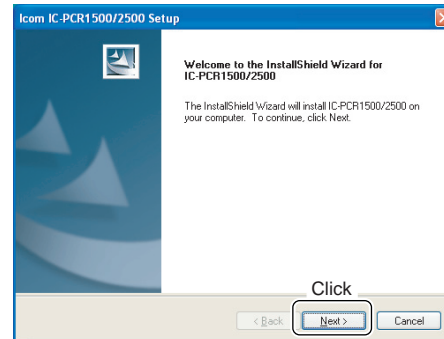 Icom IC-PCR1500/2500 Setup
Welcome to the InstallShield Wizard for
IC-PCR1500/2500
The InstallShield Wizard will install IC-PCR1500/2500 on
your computer. To continue, click Next.
Click
< Back
Next >
Cancel